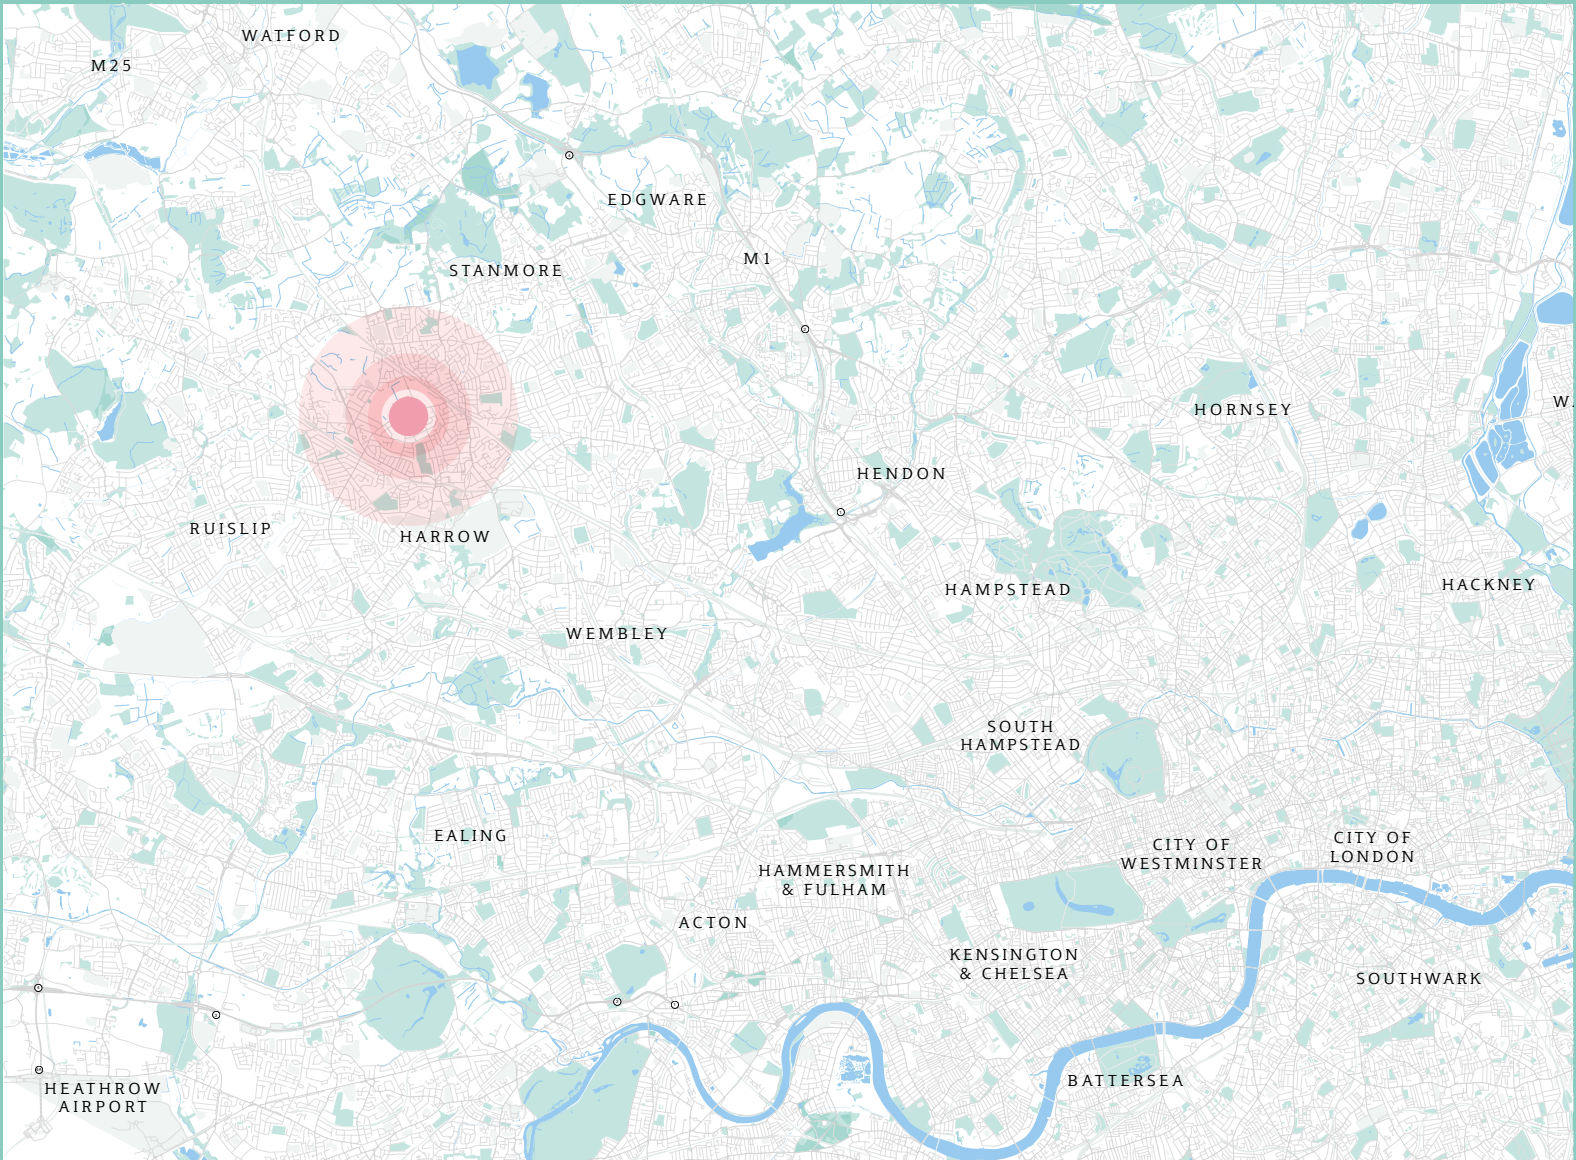 WATFORD
M25
EDGWARE
M1
STANMORE
HORNSEY
W.
HENDON
RUISLIP
HARROW
HACKNEY
HAMPSTEAD
WEMBLEY
SOUTH
HAMPSTEAD
EALING
CITY OF
WESTMINSTER
CITY OF
LONDON
HAMMERSMITH
& FULHAM
ACTON
KENSINGTON
& CHELSEA
SOUTHWARK
BATTERSEA
HEATHROW
AIRPORT